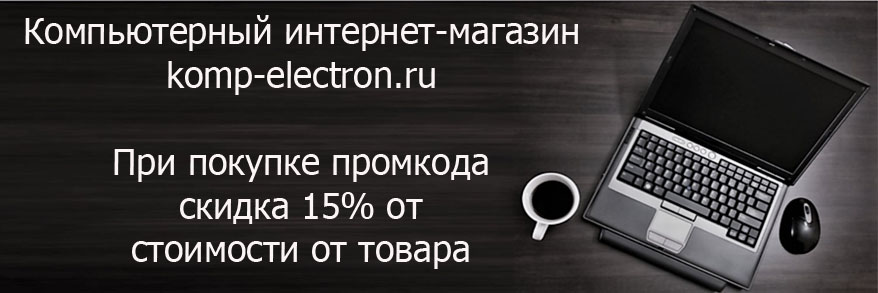 Компьютерный интернет-магазин
komp-electron.ru
При покупке промкода
скидка 15% от
стоимости от товара